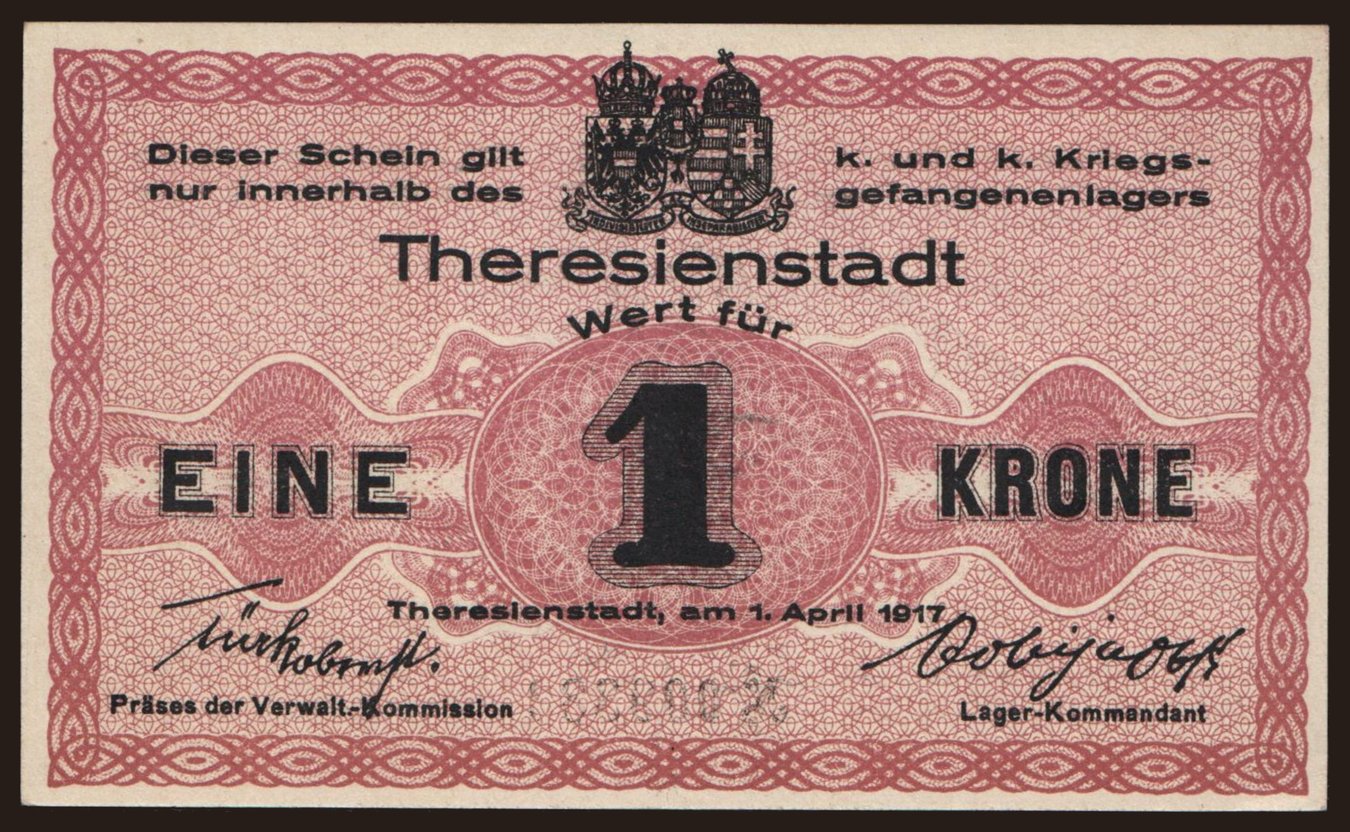 Dieser Schein gilt
nur innerhalb des
k. und k. Kriegs-
gefangenenlagers
Theresienstadt
Wert für
1
EINE
KRONE
Theresienstadt, am 1. April 1917
Präses der Verwalt.-Kommission
Lager-Kommandant